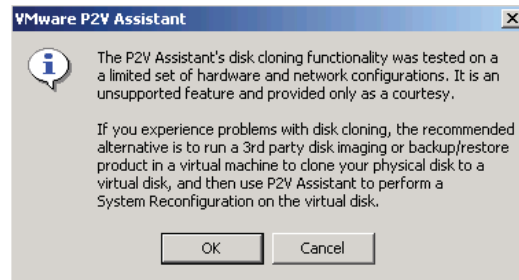 VMware P2V Assistant
The P2V Assistant's disk cloning functionality was tested on a
a limited set of hardware and network configurations. It is an
unsupported feature and provided only as a courtesy.
If you experience problems with disk cloning, the recommended
alternative is to run a 3rd party disk imaging or backup/restore
product in a virtual machine to clone your physical disk to a
virtual disk, and then use P2V Assistant to perform a
System Reconfiguration on the virtual disk.
OK
Cancel